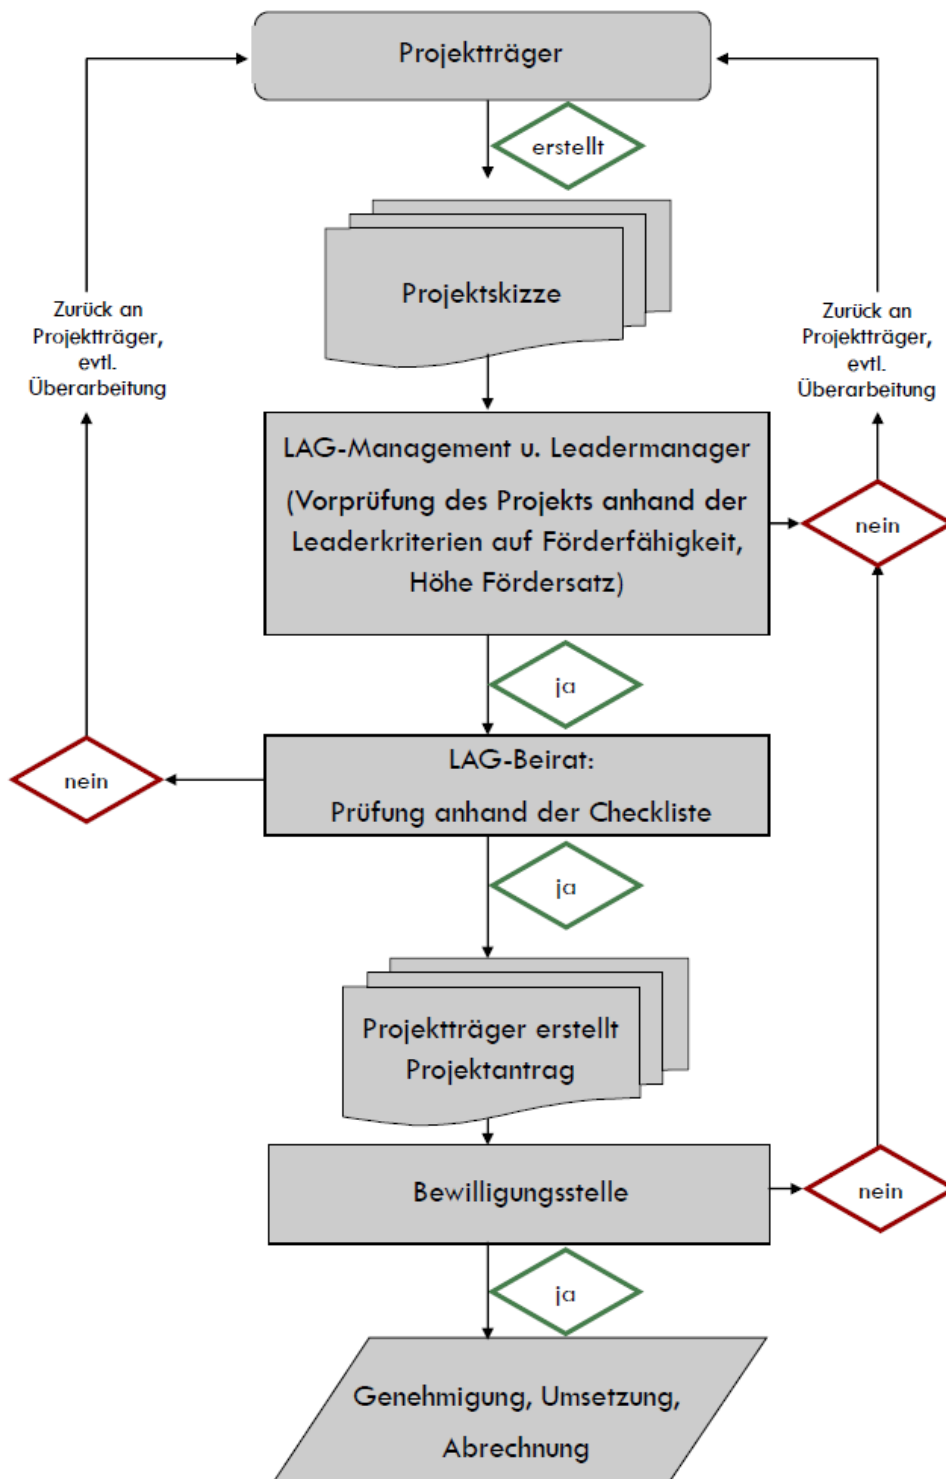 Projektträger
erstellt
Projektskizze
Zurück an
Projektträger,
evtl.
Überarbeitung
Zurück an
Projektträger,
evtl.
Überarbeitung
LAG-Management u. Leadermanager
(Vorprüfung des Projekts anhand der
Leaderkriterien auf Förderfähigkeit,
Höhe Fördersatz)
nein
ja
LAG-Beirat:
Prüfung anhand der Checkliste
nein
ja
Projektträger erstellt
Projektantrag
Bewilligungsstelle
nein
ja
Genehmigung, Umsetzung,
Abrechnung